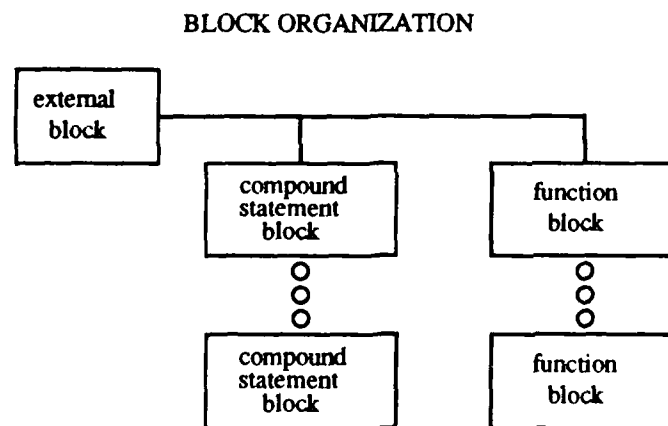 BLOCK ORGANIZATION
external
block
compound
statement
block
function
block
compound
statement
block
function
block